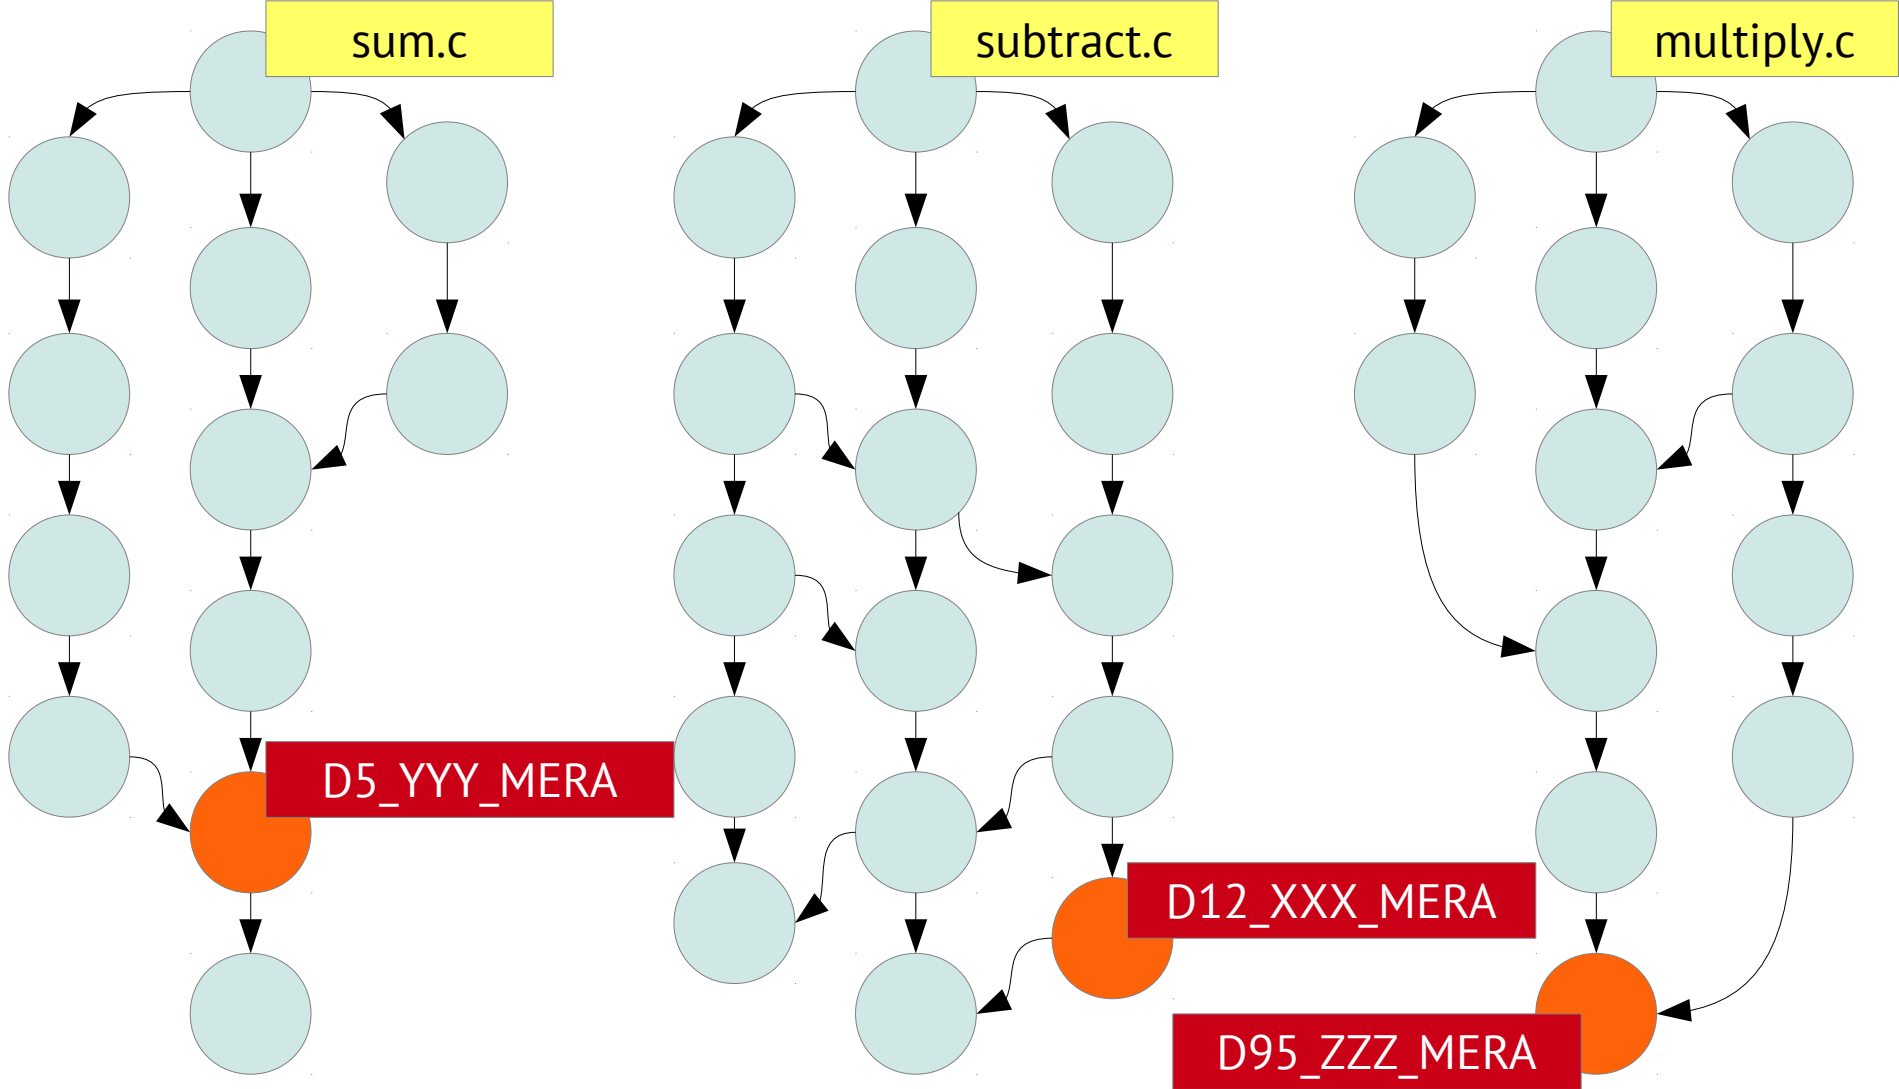 sum.c
subtract.c
multiply.c
D5_YYY_MERA
D12_XXX_MERA
D95_ZZZ_MERA